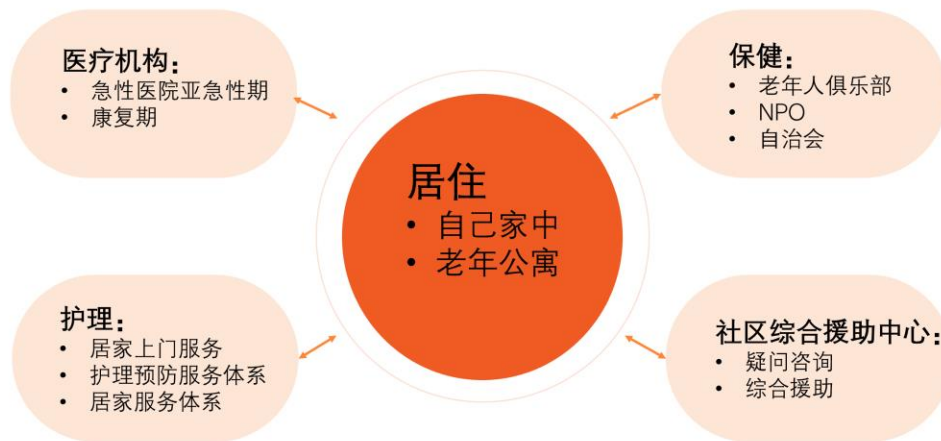 医疗机构：
• 急性医院亚急性期
• 康复期
保健：
• 老年人俱乐部
• NPO
• 自治会
居住
• 自己家中
• 老年公寓
护理：
• 居家上门服务
• 护理预防服务体系
• 居家服务体系
社区综合援助中心：
• 疑问咨询
• 综合援助